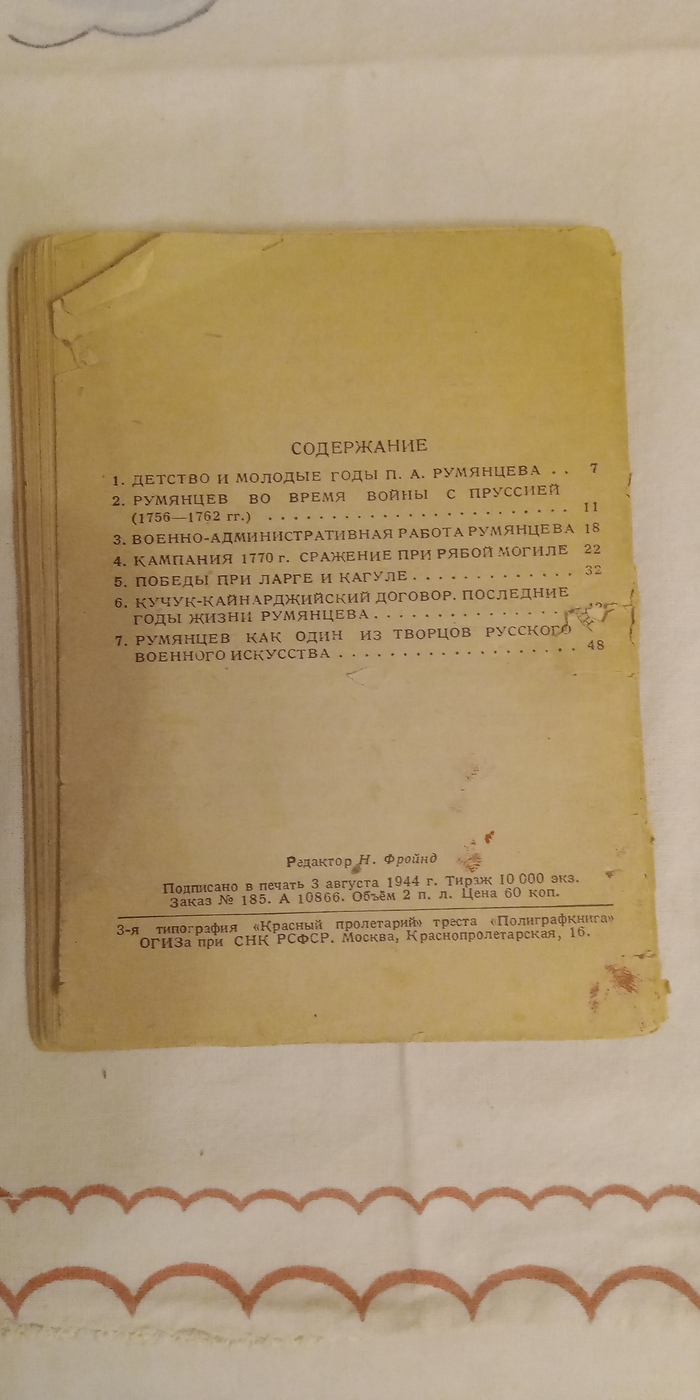 СОДЕРЖАНИЕ
1. ДЕТСТВО И МОЛОДЫЕ ГОДЫ П. А. РУМЯНЦЕВА . . 7
2. РУМЯНЦЕВ ВО ВРЕМЯ ВОЙНЫ С ПРУССИЕЙ
(1756—1762 гг.) . . . . . . . . . . . . . . . . . . . . . . . . 11
3. ВОЕННО-АДМИНИСТРАТИВНАЯ РАБОТА РУМЯНЦЕВА 18
4. КАМПАНИЯ 1770 г. СРАЖЕНИЕ ПРИ РЯБОЙ МОГИЛЕ 22
5. ПОБЕДЫ ПРИ ЛАРГЕ И КАГУЛЕ . . . . . . . . . . . . . 32
6. КУЧУК-КАЙНАРДЖИЙСКИЙ ДОГОВОР. ПОСЛЕДНИЕ
ГОДЫ ЖИЗНИ РУМЯНЦЕВА . . . . . . . . . . .
7. РУМЯНЦЕВ КАК ОДИН ИЗ ТВОРЦОВ РУССКОГО
ВОЕННОГО ИСКУССТВА . . . . . . . . . . . . . . . . . . . 48
Редактор Н. Фройнд
Подписано в печать 3 августа 1944 г. Тираж 10 000 экз.
Заказ № 185. А 10866. Объём 2 п. л. Цена 60 коп.
3-я типография «Красный пролетарий» треста «Полиграфкнига»
ОГИЗа при СНК РСФСР. Москва, Краснопролетарская, 16.